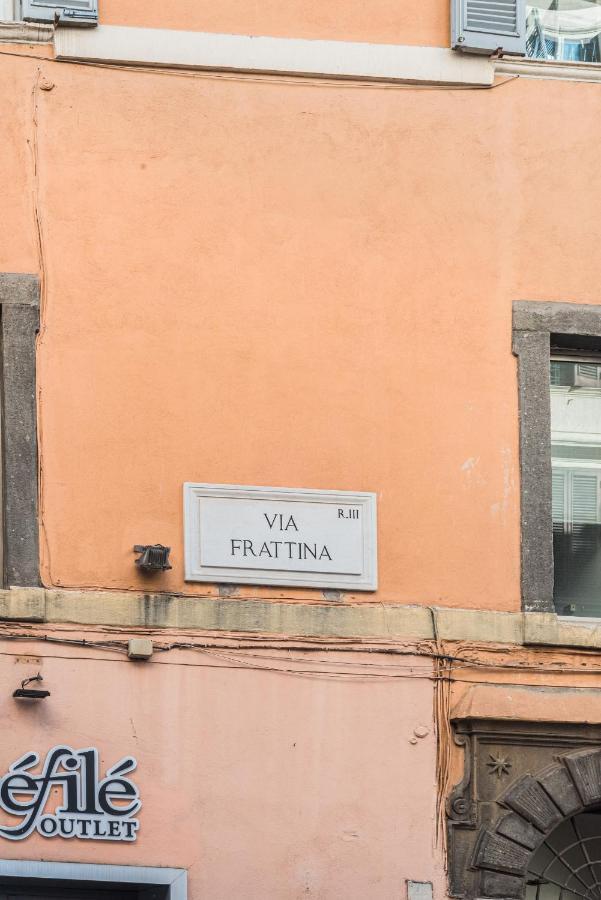 VIA R.III
FRATTINA
éfilé
OUTLET